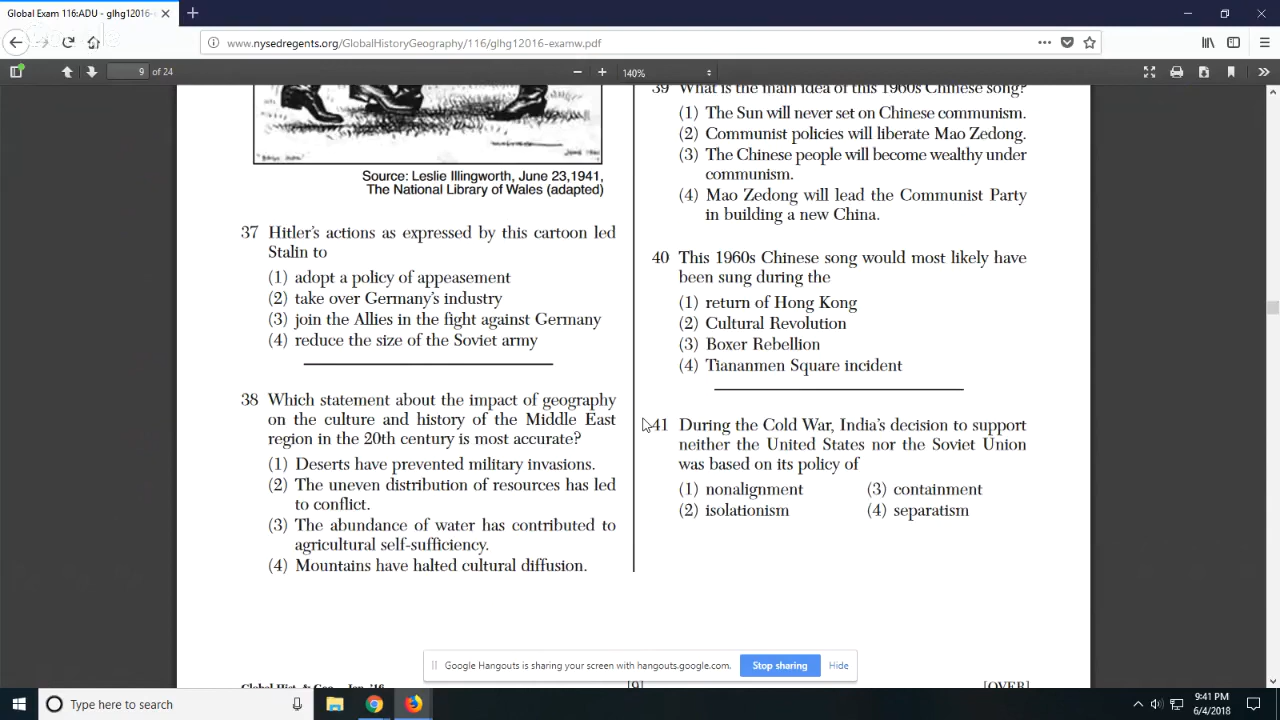 Global Exam 116:ADU - glhg12016-e
www.nysedregents.org/GlobalHistoryGeography/116/glhg12016-examw.pdf
9 of 24
140%
Source: Leslie Illingworth, June 23,1941,
The National Library of Wales (adapted)
37 Hitler's actions as expressed by this cartoon led
Stalin to
(1) adopt a policy of appeasement
(2) take over Germany's industry
(3) join the Allies in the fight against Germany
(4) reduce the size of the Soviet army
38 Which statement about the impact of geography
on the culture and history of the Middle East
region in the 20th century is most accurate?
(1) Deserts have prevented military invasions.
(2) The uneven distribution of resources has led
to conflict.
(3) The abundance of water has contributed to
agricultural self-sufficiency.
(4) Mountains have halted cultural diffusion.
39 What is the main idea of this 1960s Chinese song?
(1) The Sun will never set on Chinese communism.
(2) Communist policies will liberate Mao Zedong.
(3) The Chinese people will become wealthy under
communism.
(4) Mao Zedong will lead the Communist Party
in building a new China.
40 This 1960s Chinese song would most likely have
been sung during the
(1) return of Hong Kong
(2) Cultural Revolution
(3) Boxer Rebellion
(4) Tiananmen Square incident
41 During the Cold War, India's decision to support
neither the United States nor the Soviet Union
was based on its policy of
(1) nonalignment (3) containment
(2) isolationism (4) separatism
Google Hangouts is sharing your screen with hangouts.google.com. Stop sharing Hide
Global Hist. & Geo. – Jan. '16 [9] [OVER]
Type here to search
9:41 PM
6/4/2018